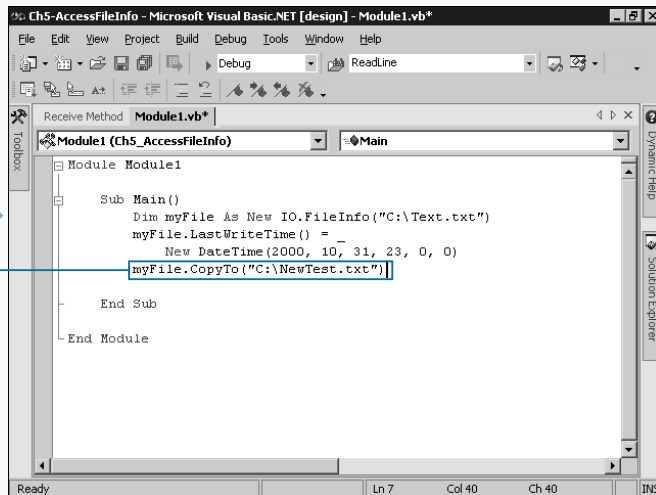 Ch5-AccessFileInfo - Microsoft Visual Basic.NET [design] - Module1.vb*
File Edit View Project Build Debug Tools Window Help
Debug ReadLine
Receive Method Module1.vb*
Module1 (Ch5_AccessFileInfo) Main
Toolbox
Dynamic Help
Solution Explorer
Module Module1
Sub Main()
Dim myFile As New IO.FileInfo("C:\Text.txt")
myFile.LastWriteTime() = _
New DateTime(2000, 10, 31, 23, 0, 0)
myFile.CopyTo("C:\NewTest.txt")
End Sub
End Module
Ready Ln 7 Col 40 Ch 40 INS